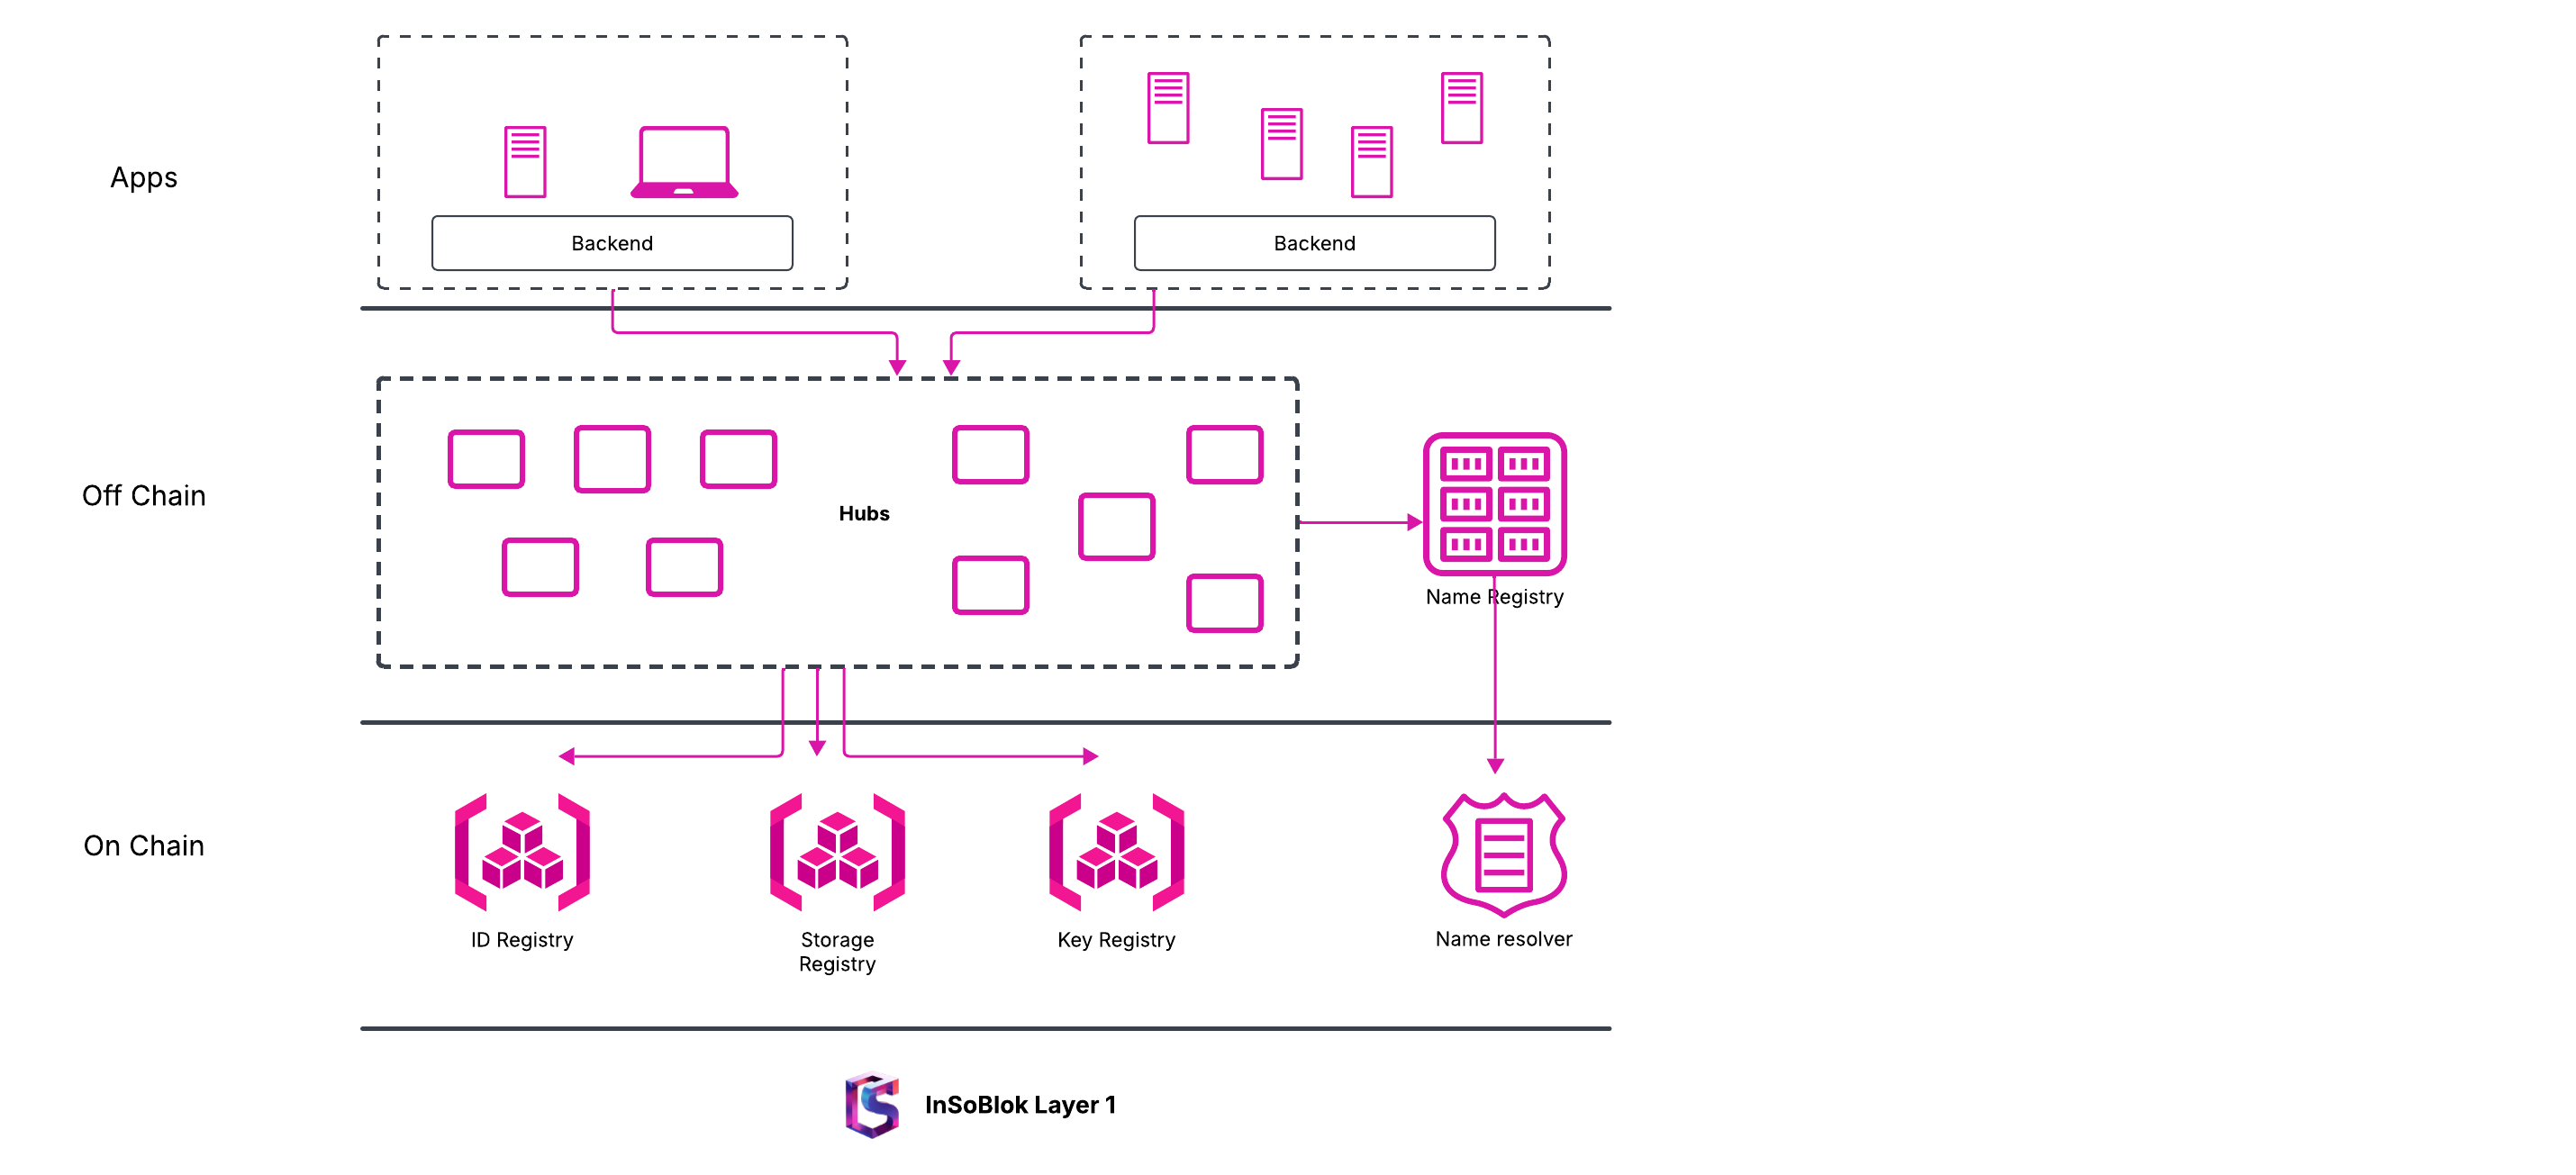 Apps
Backend
Backend
Off Chain
Hubs
Name Registry
On Chain
ID Registry
Storage
Registry
Key Registry
Name resolver
InSoBlok Layer 1